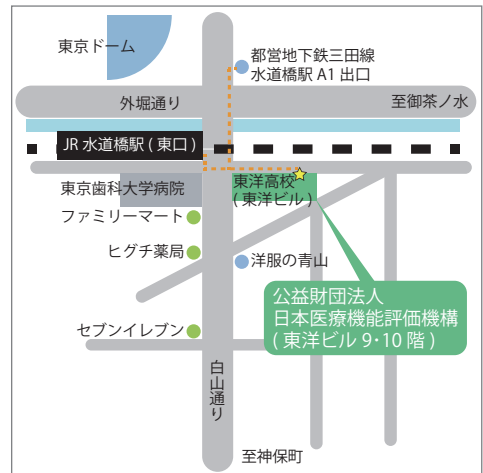 東京ドーム
都営地下鉄三田線
水道橋駅 A1 出口
外堀通り
至御茶ノ水
JR 水道橋駅 ( 東口 )
東京歯科大学病院
東洋高校
( 東洋ビル )
ファミリーマート
ヒグチ薬局
洋服の青山
公益財団法人
日本医療機能評価機構
( 東洋ビル 9・10 階 )
セブンイレブン
白山通り
至神保町